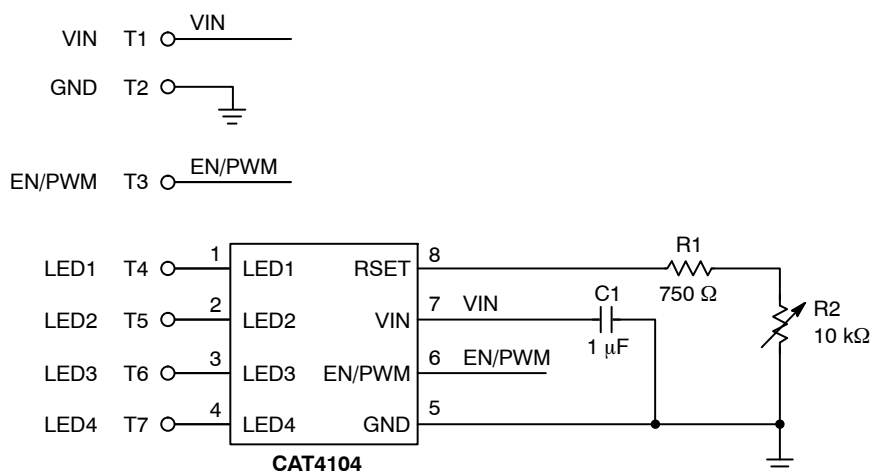 VIN T1 VIN
GND T2
EN/PWM T3 EN/PWM
LED1 T4 1 LED1 RSET 8 R1 750 Ω
LED2 T5 2 LED2 VIN 7 VIN C1 1 μF R2 10 kΩ
LED3 T6 3 LED3 EN/PWM 6 EN/PWM
LED4 T7 4 LED4 GND 5
CAT4104